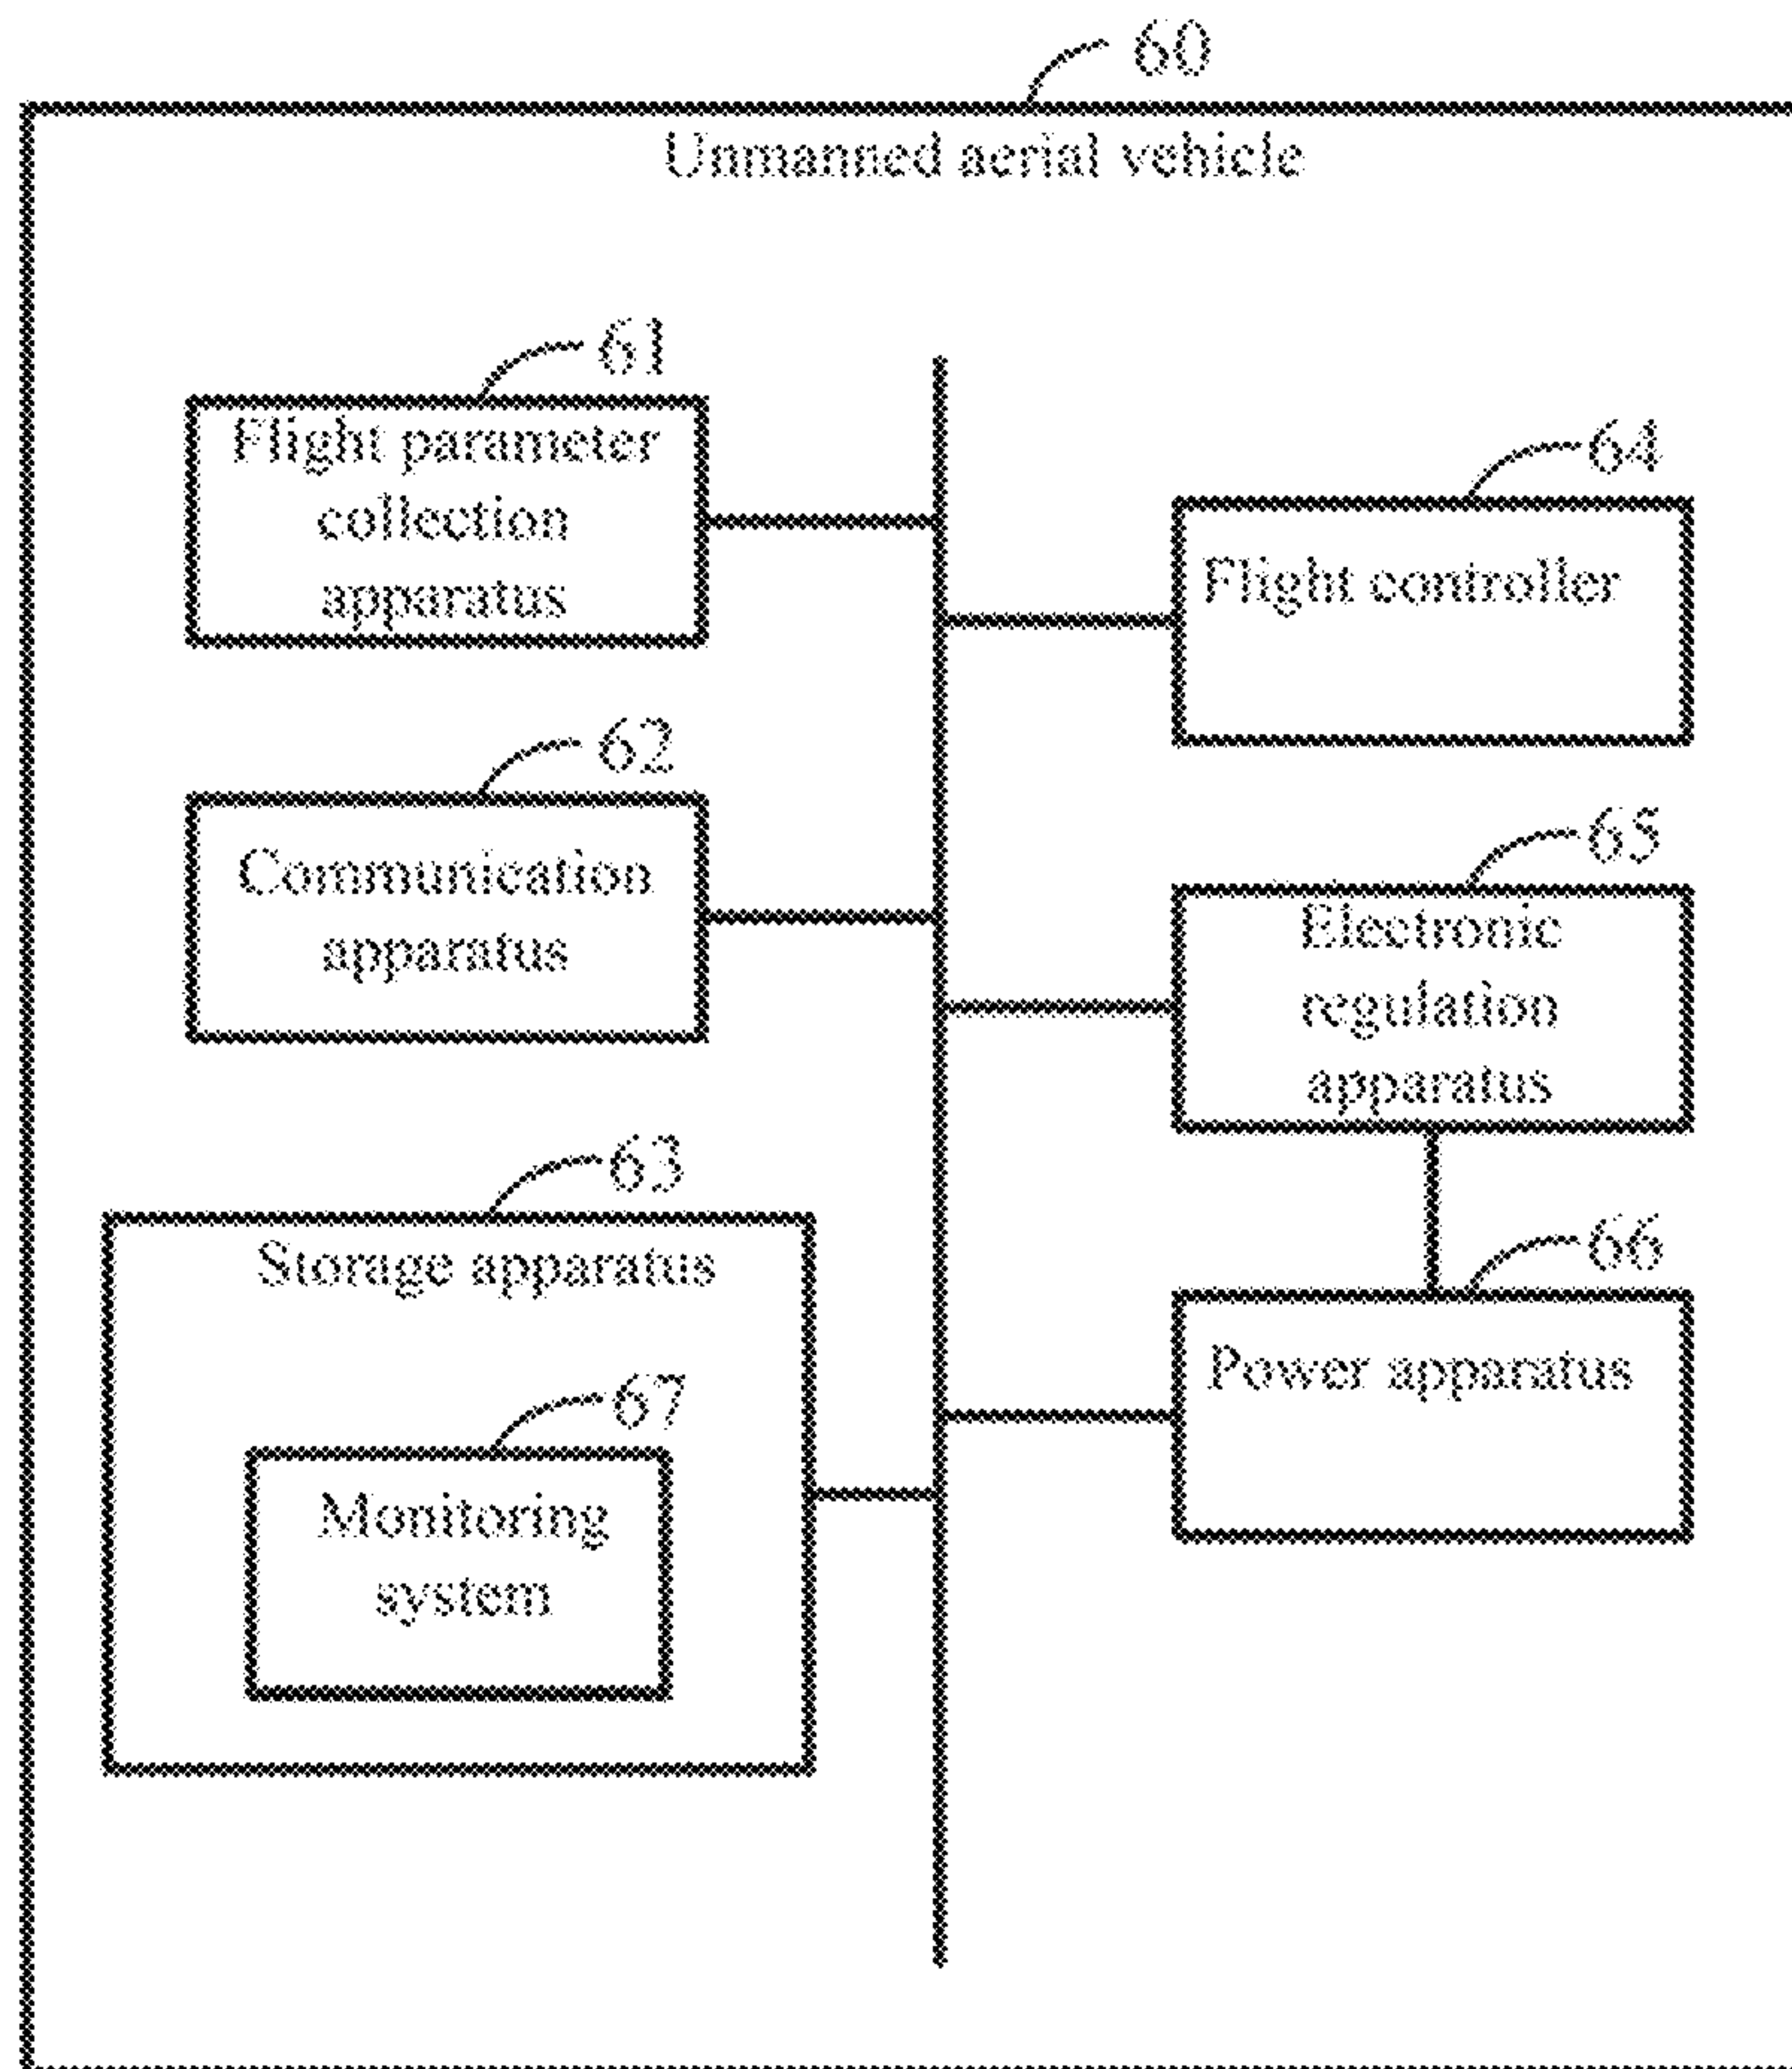 60
Unmanned aerial vehicle
61
Flight parameter
collection
apparatus
64
Flight controller
62
Communication
apparatus
65
Electronic
regulation
apparatus
63
Storage apparatus
66
Power apparatus
67
Monitoring
system